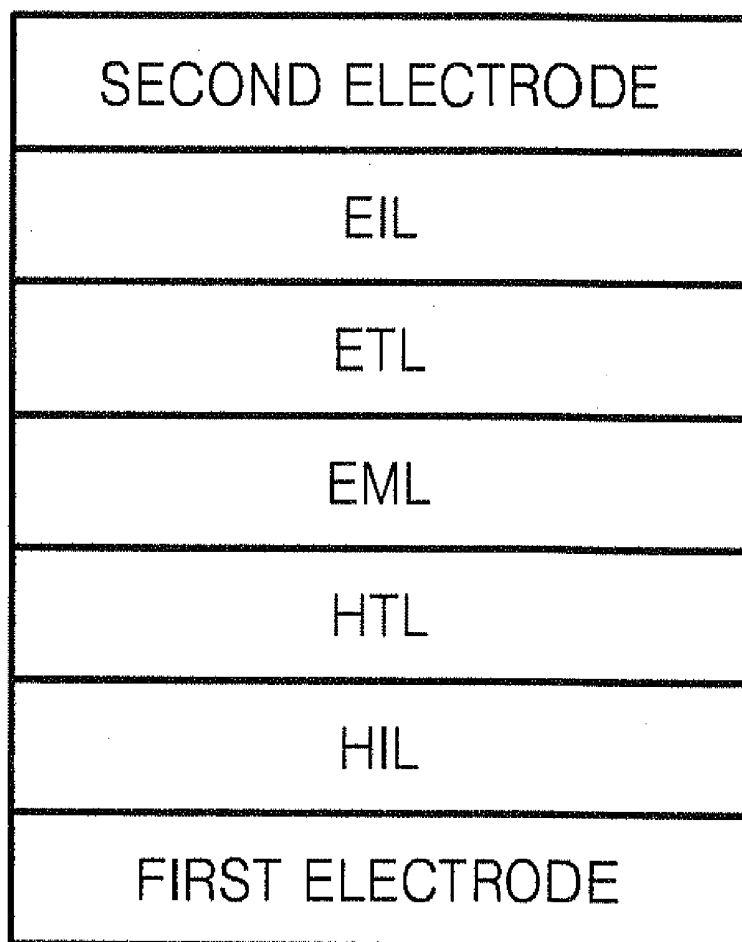 SECOND ELECTRODE
EIL
ETL
EML
HTL
HIL
FIRST ELECTRODE